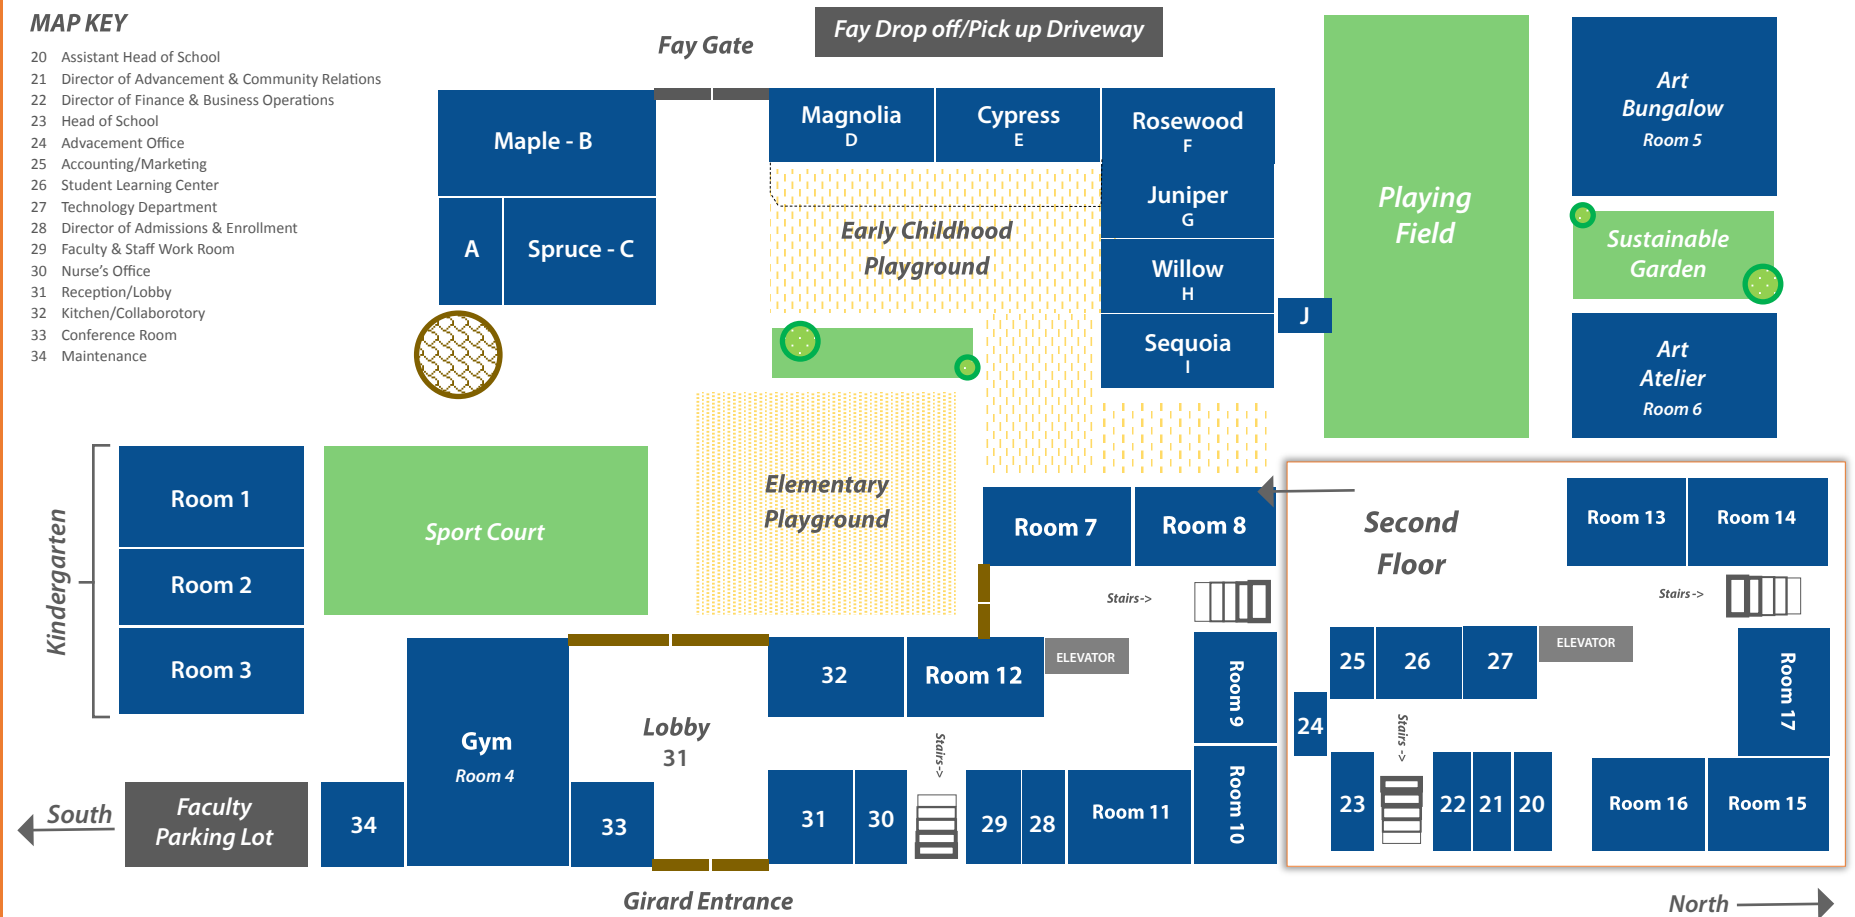 MAP KEY
20 Assistant Head of School
21 Director of Advancement & Community Relations
22 Director of Finance & Business Operations
23 Head of School
24 Advacement Office
25 Accounting/Marketing
26 Student Learning Center
27 Technology Department
28 Director of Admissions & Enrollment
29 Faculty & Staff Work Room
30 Nurse's Office
31 Reception/Lobby
32 Kitchen/Collaborotory
33 Conference Room
34 Maintenance
Fay Gate
Fay Drop off/Pick up Driveway
Maple - B
A
Spruce - C
Magnolia
D
Cypress
E
Rosewood
F
Juniper
G
Willow
H
Sequoia
I
J
Early Childhood
Playground
Playing
Field
Art
Bungalow
Room 5
Sustainable
Garden
Art
Atelier
Room 6
Kindergarten
Room 1
Room 2
Room 3
Sport Court
Elementary
Playground
Room 7
Room 8
Stairs->
ELEVATOR
Room 9
Room 10
32
Room 12
Gym
Room 4
Lobby
31
Stairs->
South
Faculty
Parking Lot
34
33
31
30
29
28
Room 11
Girard Entrance
Second
Floor
Room 13
Room 14
Stairs->
25
26
27
ELEVATOR
Room 17
24
Stairs->
23
22
21
20
Room 16
Room 15
North